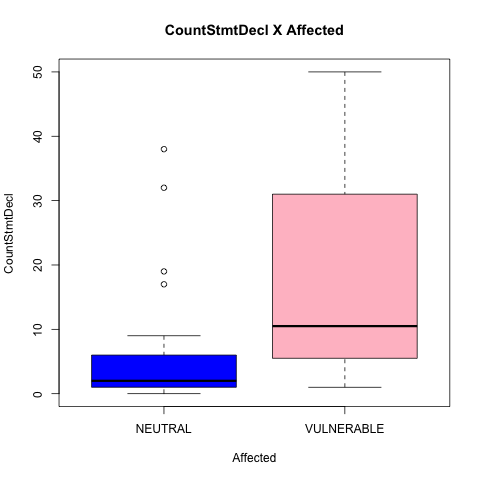 CountStmtDecl X Affected
50
40
30
20
10
0
CountStmtDecl
NEUTRAL
VULNERABLE
Affected